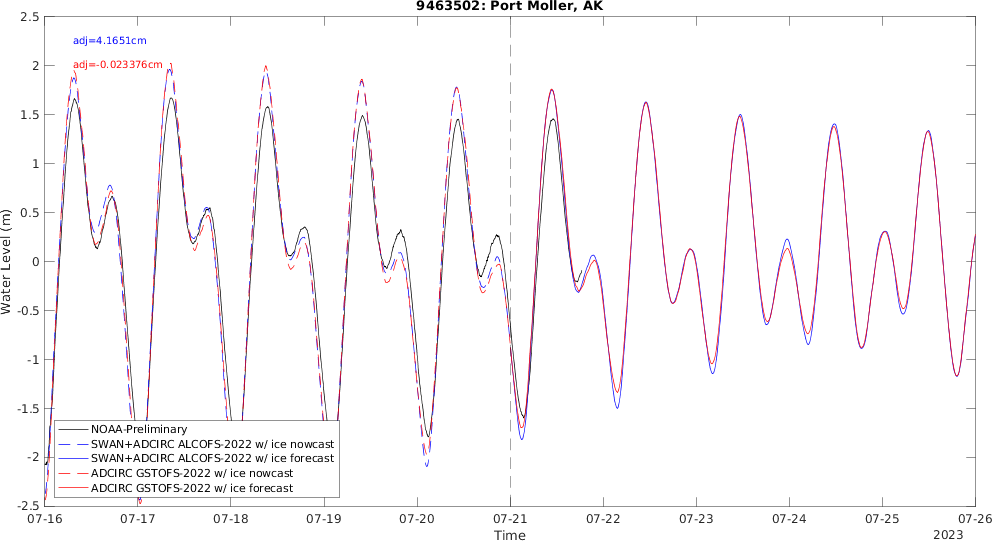 9463502: Port Moller, AK
adj=4.1651cm
adj=-0.023376cm
Water Level (m)
2.5
2
1.5
1
0.5
0
-0.5
-1
-1.5
-2
-2.5
NOAA-Preliminary
SWAN+ADCIRC ALCOFS-2022 w/ ice nowcast
SWAN+ADCIRC ALCOFS-2022 w/ ice forecast
ADCIRC GSTOFS-2022 w/ ice nowcast
ADCIRC GSTOFS-2022 w/ ice forecast
07-16 07-17 07-18 07-19 07-20 07-21 07-22 07-23 07-24 07-25 07-26
Time
2023